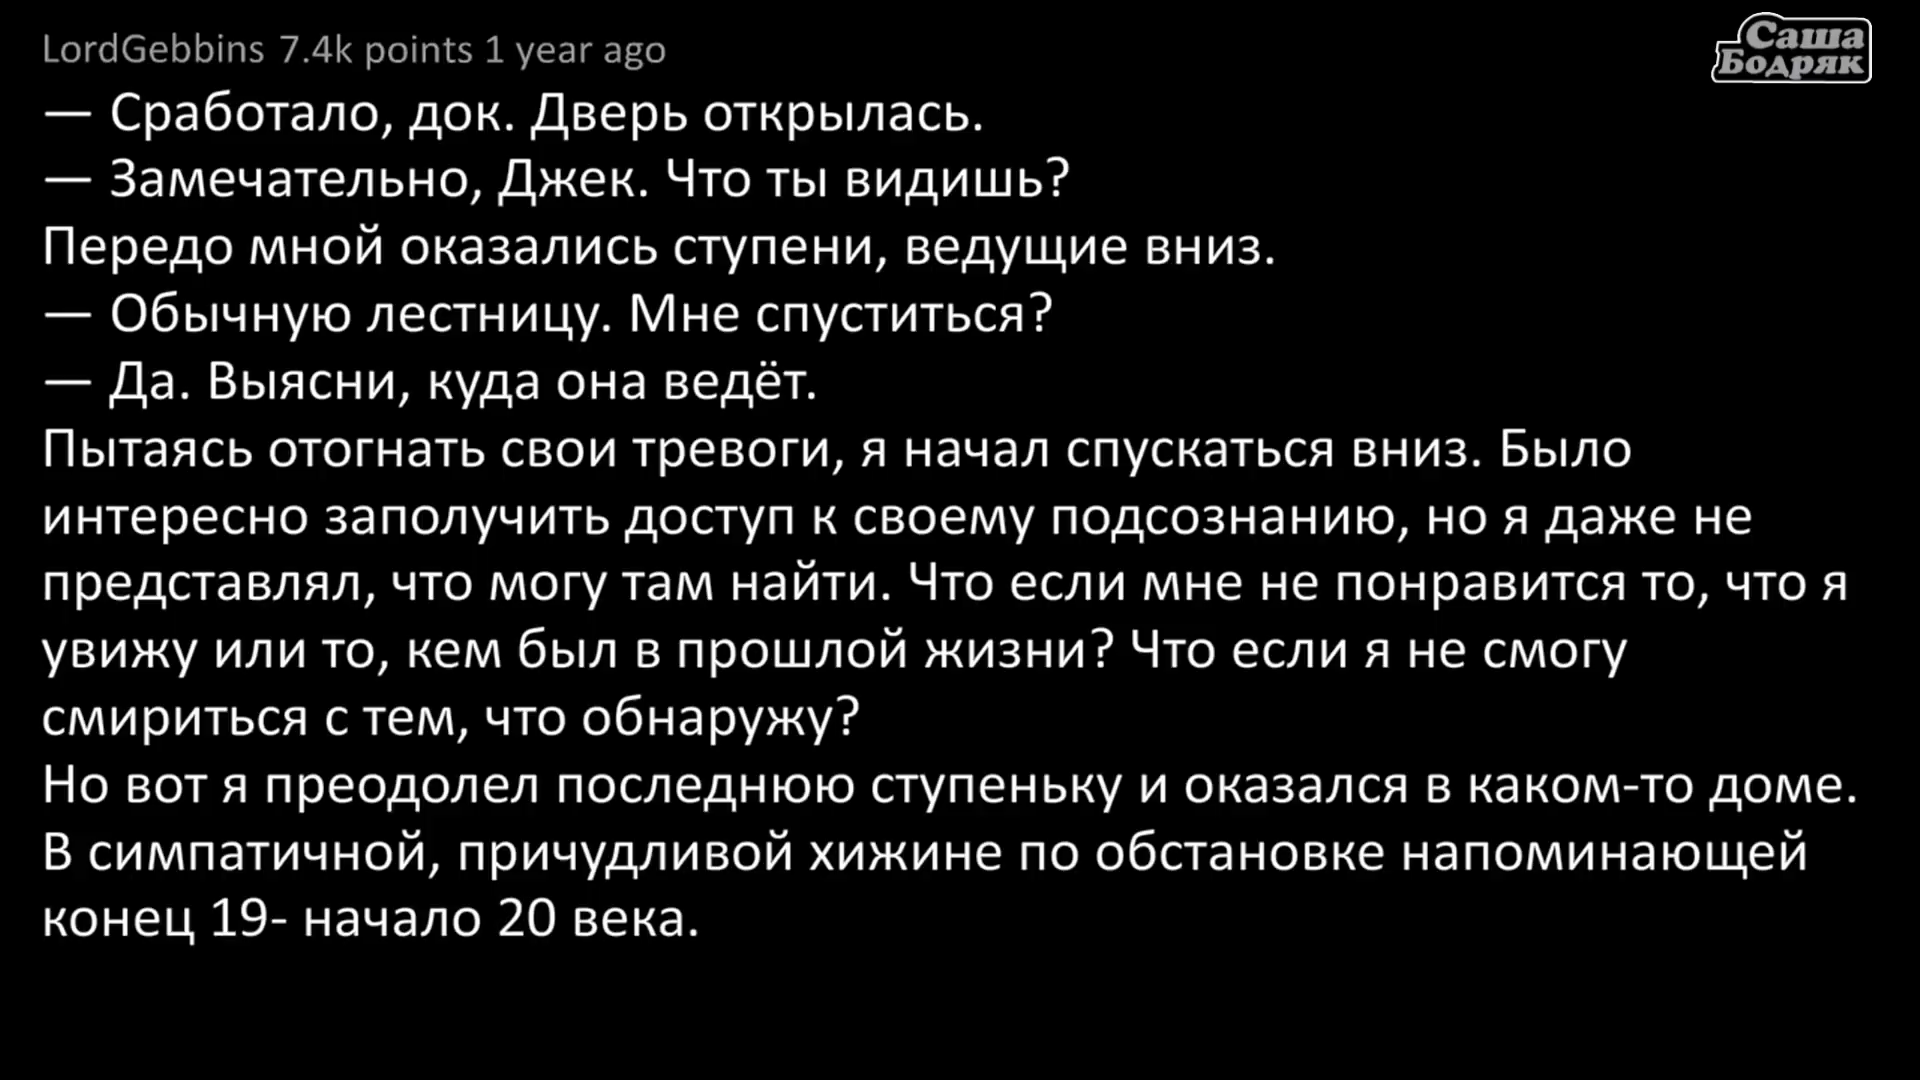 LordGebbins 7.4k points 1 year ago
Саша
Бодряк
— Сработало, док. Дверь открылась.
— Замечательно, Джек. Что ты видишь?
Передо мной оказались ступени, ведущие вниз.
— Обычную лестницу. Мне спуститься?
— Да. Выясни, куда она ведёт.
Пытаясь отогнать свои тревоги, я начал спускаться вниз. Было
интересно заполучить доступ к своему подсознанию, но я даже не
представлял, что могу там найти. Что если мне не понравится то, что я
увижу или то, кем был в прошлой жизни? Что если я не смогу
смириться с тем, что обнаружу?
Но вот я преодолел последнюю ступеньку и оказался в каком-то доме.
В симпатичной, причудливой хижине по обстановке напоминающей
конец 19- начало 20 века.